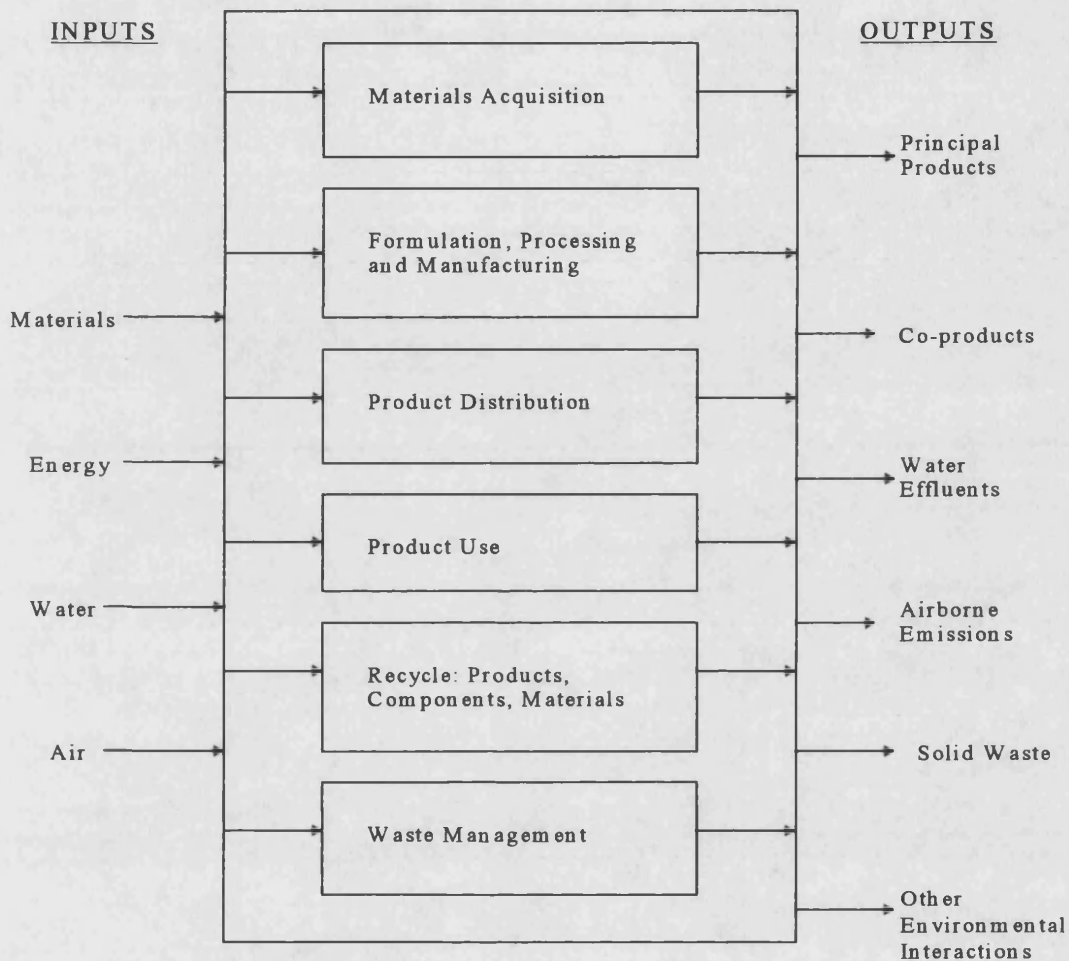 INPUTS
Materials
Energy
Water
Air
Materials Acquisition
Formulation, Processing
and Manufacturing
Product Distribution
Product Use
Recycle: Products,
Components, Materials
Waste Management
OUTPUTS
Principal
Products
Co-products
Water
Effluents
Airborne
Emissions
Solid Waste
Other
Environmental
Interactions